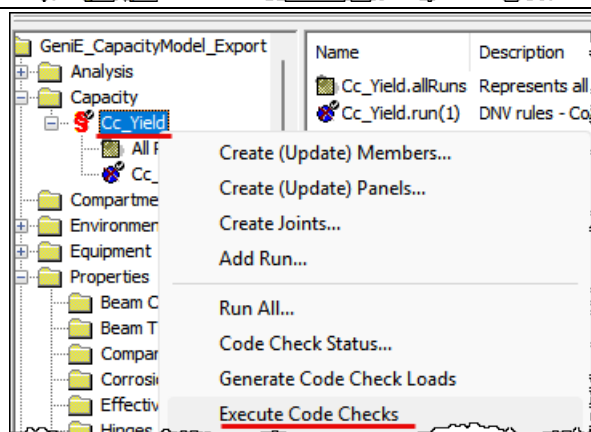 GeniE_CapacityModel_Export
Analysis
Capacity
Cc_Yield
All
Cc_
Compartme
Environmen
Equipment
Properties
Beam C
Beam T
Compar
Corrosi
Effectiv
Hinges
Name Description
Cc_Yield.allRuns Represents all
Cc_Yield.run(1) DNV rules - Co
Create (Update) Members...
Create (Update) Panels...
Create Joints...
Add Run...
Run All...
Code Check Status...
Generate Code Check Loads
Execute Code Checks